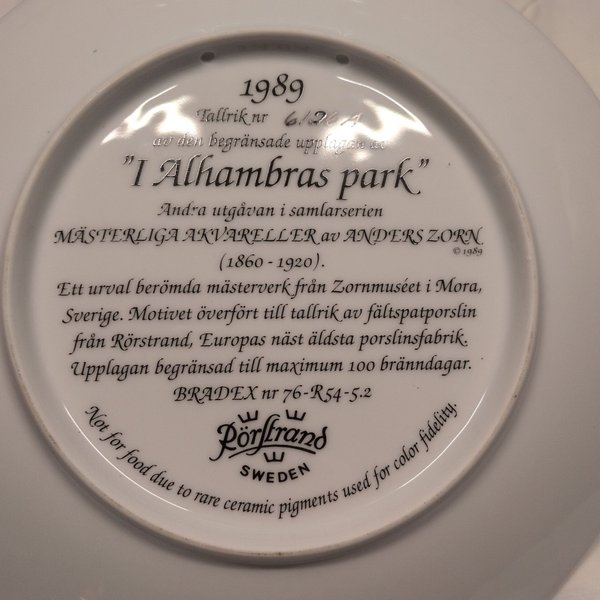 1989
Tallrik nr
av den begränsade upplagan av
"I Alhambras park"
Andra utgåvan i samlarserien
MÄSTERLIGA AKVARELLER av ANDERS ZORN
© 1989
(1860 - 1920).
Ett urval berömda mästerverk från Zornmuséet i Mora,
Sverige. Motivet överfört till tallrik av fältspatporslin
från Rörstrand, Europas näst äldsta porslinsfabrik.
Upplagan begränsad till maximum 100 bränndagar.
BRADEX nr 76-R54-5.2
Rörstrand
SWEDEN
Not for food due to rare ceramic pigments used for color fidelity.